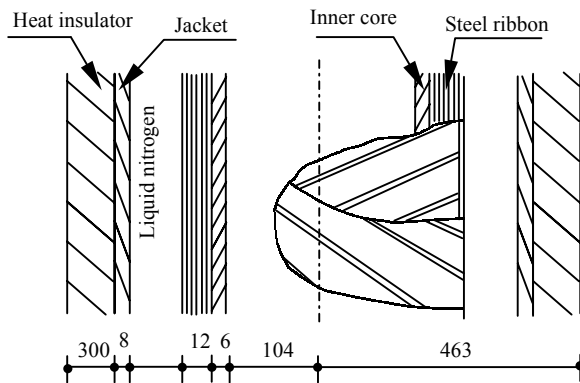 Heat insulator
Jacket
Inner core
Steel ribbon
Liquid nitrogen
300 8 12 6 104 463